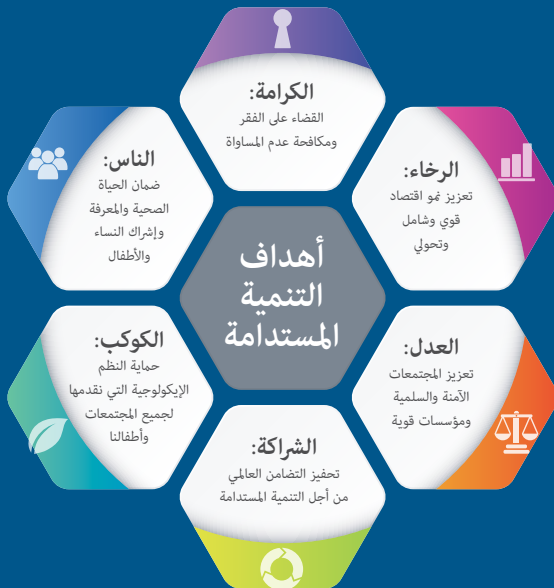 أهداف
التنمية
المستدامة
الكرامة:
القضاء على الفقر
ومكافحة عدم المساواة
الرخاء:
تعزيز نمو اقتصاد
قوي وشامل
وتحولي
العدل:
تعزيز المجتمعات
الآمنة والسلمية
ومؤسسات قوية
الشراكة:
تحفيز التضامن العالمي
من أجل التنمية المستدامة
الكوكب:
حماية النظم
الإيكولوجية التي نقدمها
لجميع المجتمعات
وأطفالنا
الناس:
ضمان الحياة
الصحية والمعرفة
وإشراك النساء
والأطفال